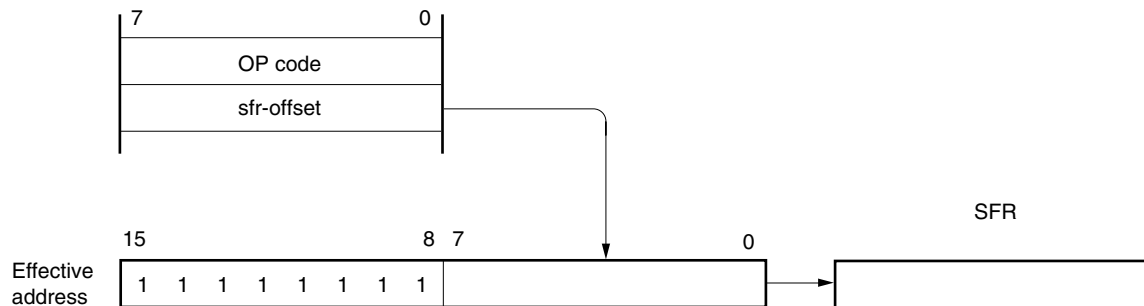 7 0
OP code
sfr-offset
SFR
15 8 7 0
Effective
address
1 1 1 1 1 1 1 1